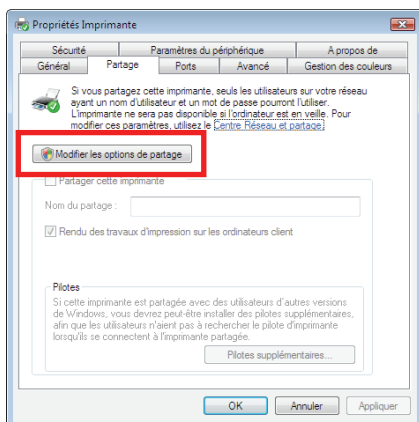 Propriétés Imprimante
Sécurité Paramètres du périphérique A propos de
Général Partage Ports Avancé Gestion des couleurs
Si vous partagez cette imprimante, seuls les utilisateurs sur votre réseau
ayant un nom d'utilisateur et un mot de passe pourront l'utiliser.
L'imprimante ne sera pas disponible si l'ordinateur est en veille. Pour
modifier ces paramètres, utilisez le Centre Réseau et partage.
Modifier les options de partage
Partager cette imprimante
Nom du partage :
Rendu des travaux d'impression sur les ordinateurs client
Pilotes
Si cette imprimante est partagée avec des utilisateurs d'autres versions
de Windows, vous devrez peut-être installer des pilotes supplémentaires,
afin que les utilisateurs n'aient pas à rechercher le pilote d'imprimante
lorsqu'ils se connectent à l'imprimante partagée.
Pilotes supplémentaires...
OK Annuler Appliquer